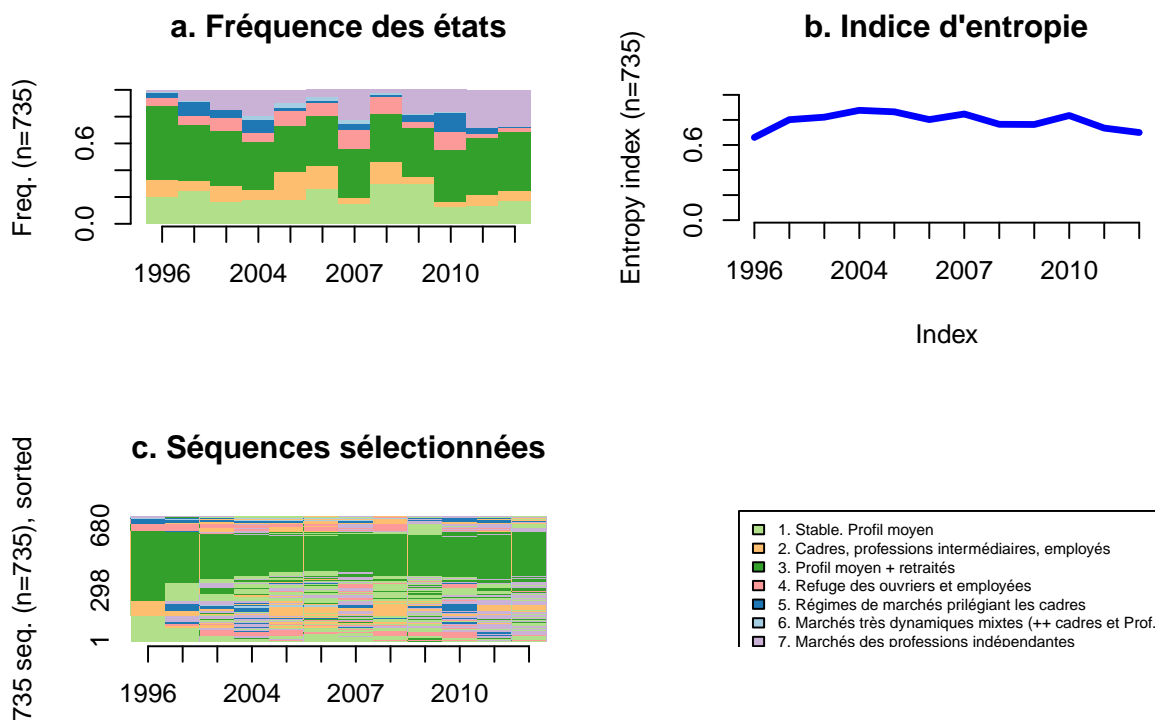 a. Fréquence des états
Freq. (n=735)
0.0
0.6
1996
2004
2007
2010
b. Indice d'entropie
Entropy index (n=735)
0.0
0.6
1996
2004
2007
2010
Index
c. Séquences sélectionnées
735 seq. (n=735), sorted
1
298
680
1996
2004
2007
2010
1. Stable. Profil moyen
2. Cadres, professions intermédiaires, employés
3. Profil moyen + retraités
4. Refuge des ouvriers et employées
5. Régimes de marchés prilégiant les cadres
6. Marchés très dynamiques mixtes (++ cadres et Prof.
7. Marchés des professions indépendantes